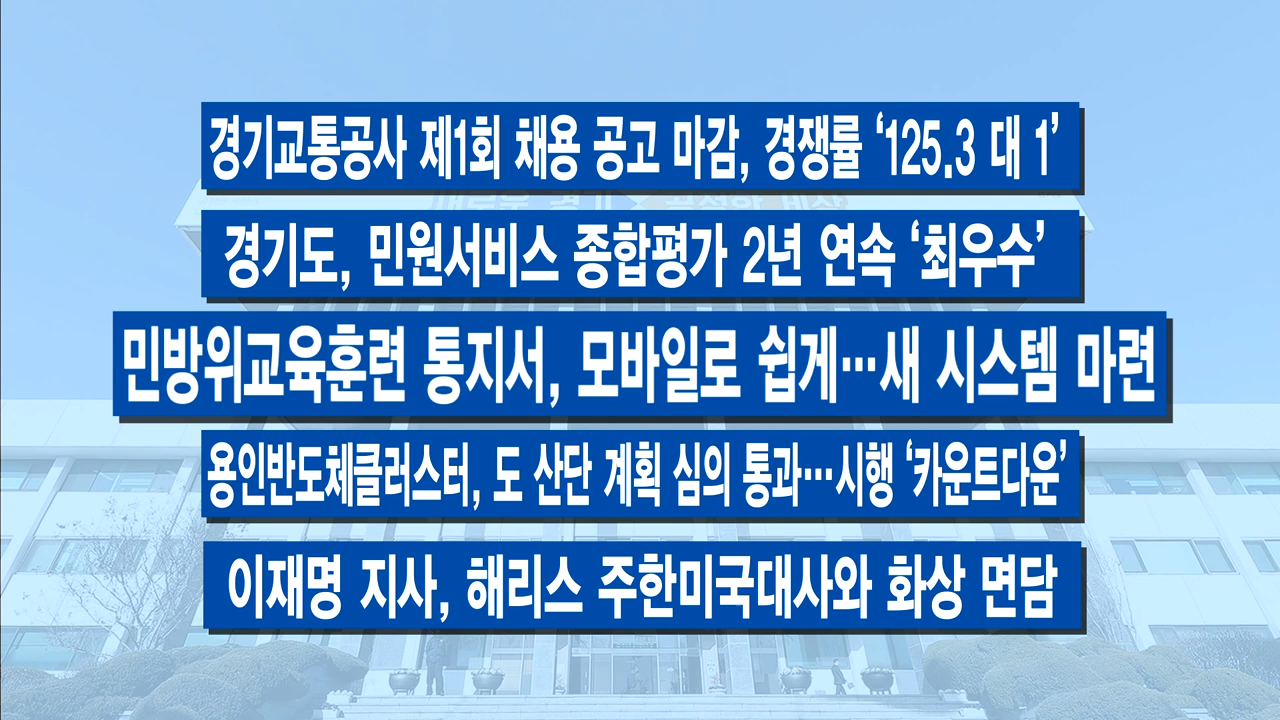 경기교통공사 제1회 채용 공고 마감, 경쟁률 ‘125.3 대 1’
경기도, 민원서비스 종합평가 2년 연속 ‘최우수’
민방위교육훈련 통지서, 모바일로 쉽게…새 시스템 마련
용인반도체클러스터, 도 산단 계획 심의 통과…시행 ‘카운트다운’
이재명 지사, 해리스 주한미국대사와 화상 면담